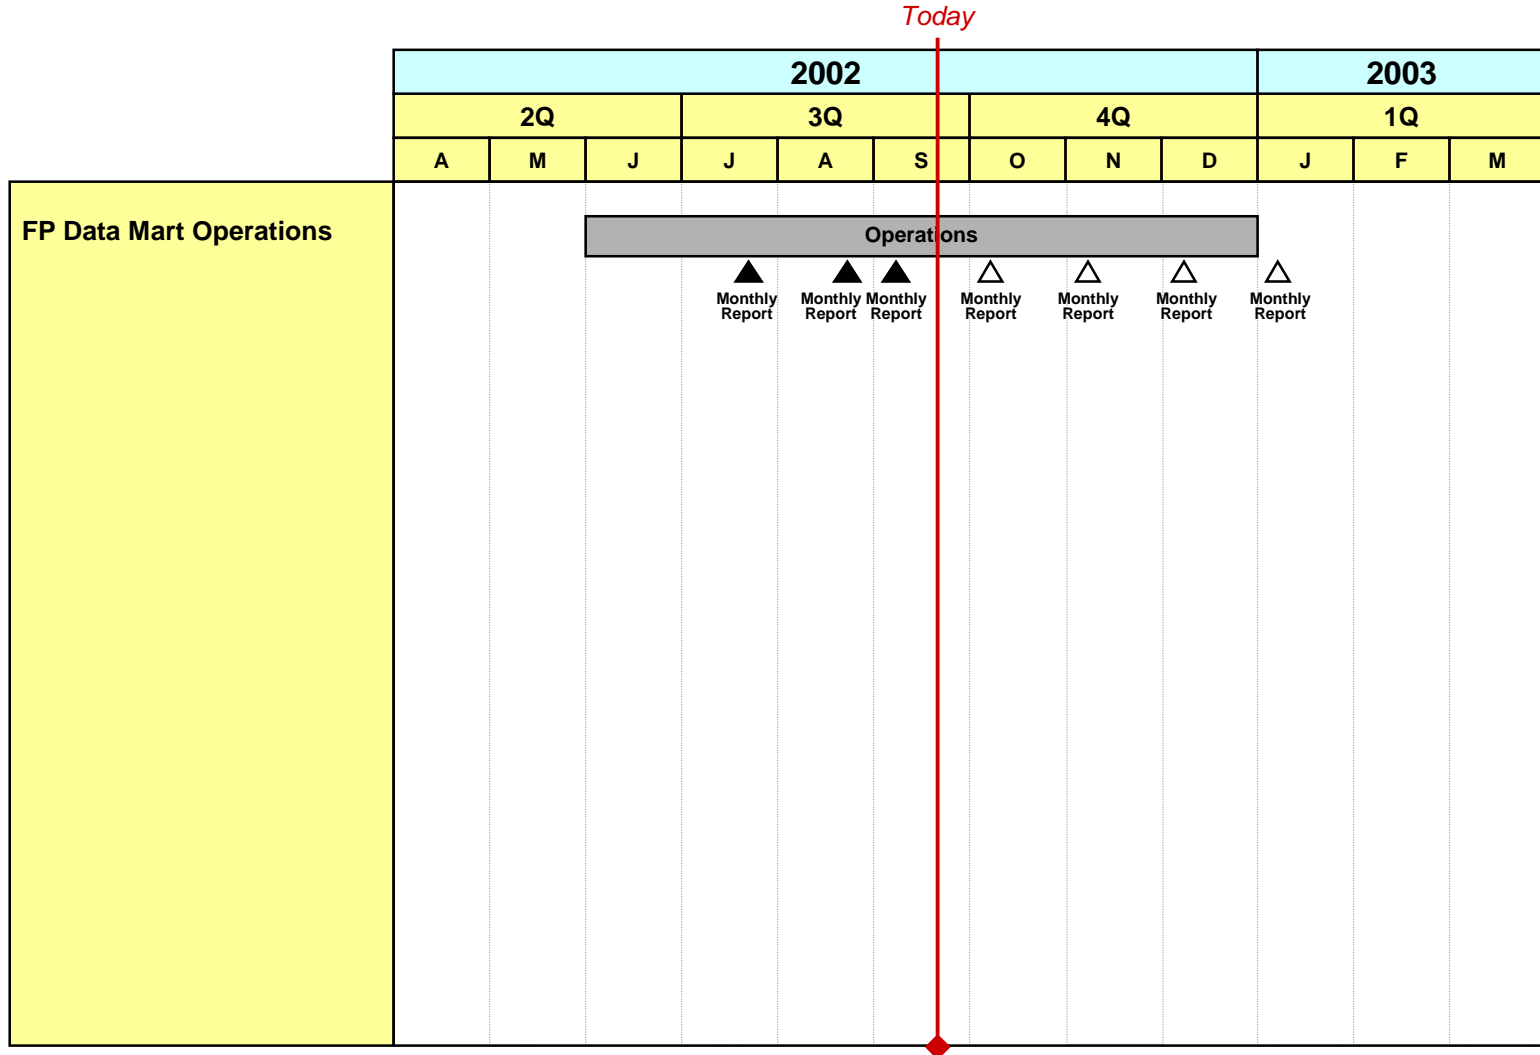 Today
2002 2003
2Q 3Q 4Q 1Q
A M J J A S O N D J F M
FP Data Mart Operations
Operations
Monthly Monthly Monthly Monthly Monthly Monthly Monthly
Report Report Report Report Report Report Report